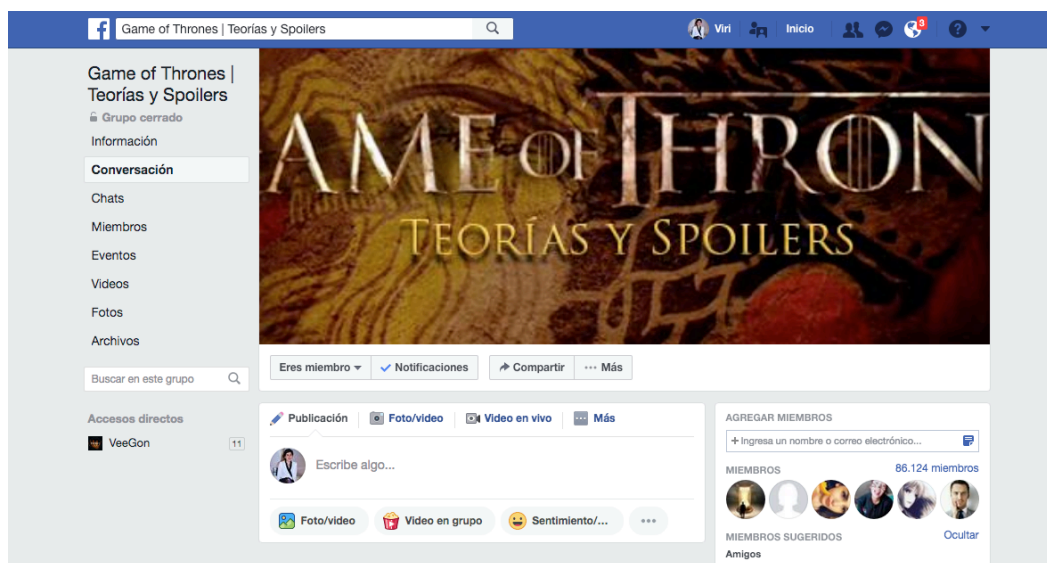 Game of Thrones | Teorías y Spoilers
Viri
Inicio
3
Game of Thrones |
Teorías y Spoilers
Grupo cerrado
Información
Conversación
Chats
Miembros
Eventos
Videos
Fotos
Archivos
Buscar en este grupo
Accesos directos
VeeGon 11
AME OF THRON
TEORÍAS Y SPOILERS
Eres miembro
Notificaciones
Compartir
Más
Publicación
Foto/video
Video en vivo
Más
Escribe algo...
Foto/video
Video en grupo
Sentimiento/...
AGREGAR MIEMBROS
+ Ingresa un nombre o correo electrónico...
MIEMBROS 86.124 miembros
MIEMBROS SUGERIDOS Ocultar
Amigos